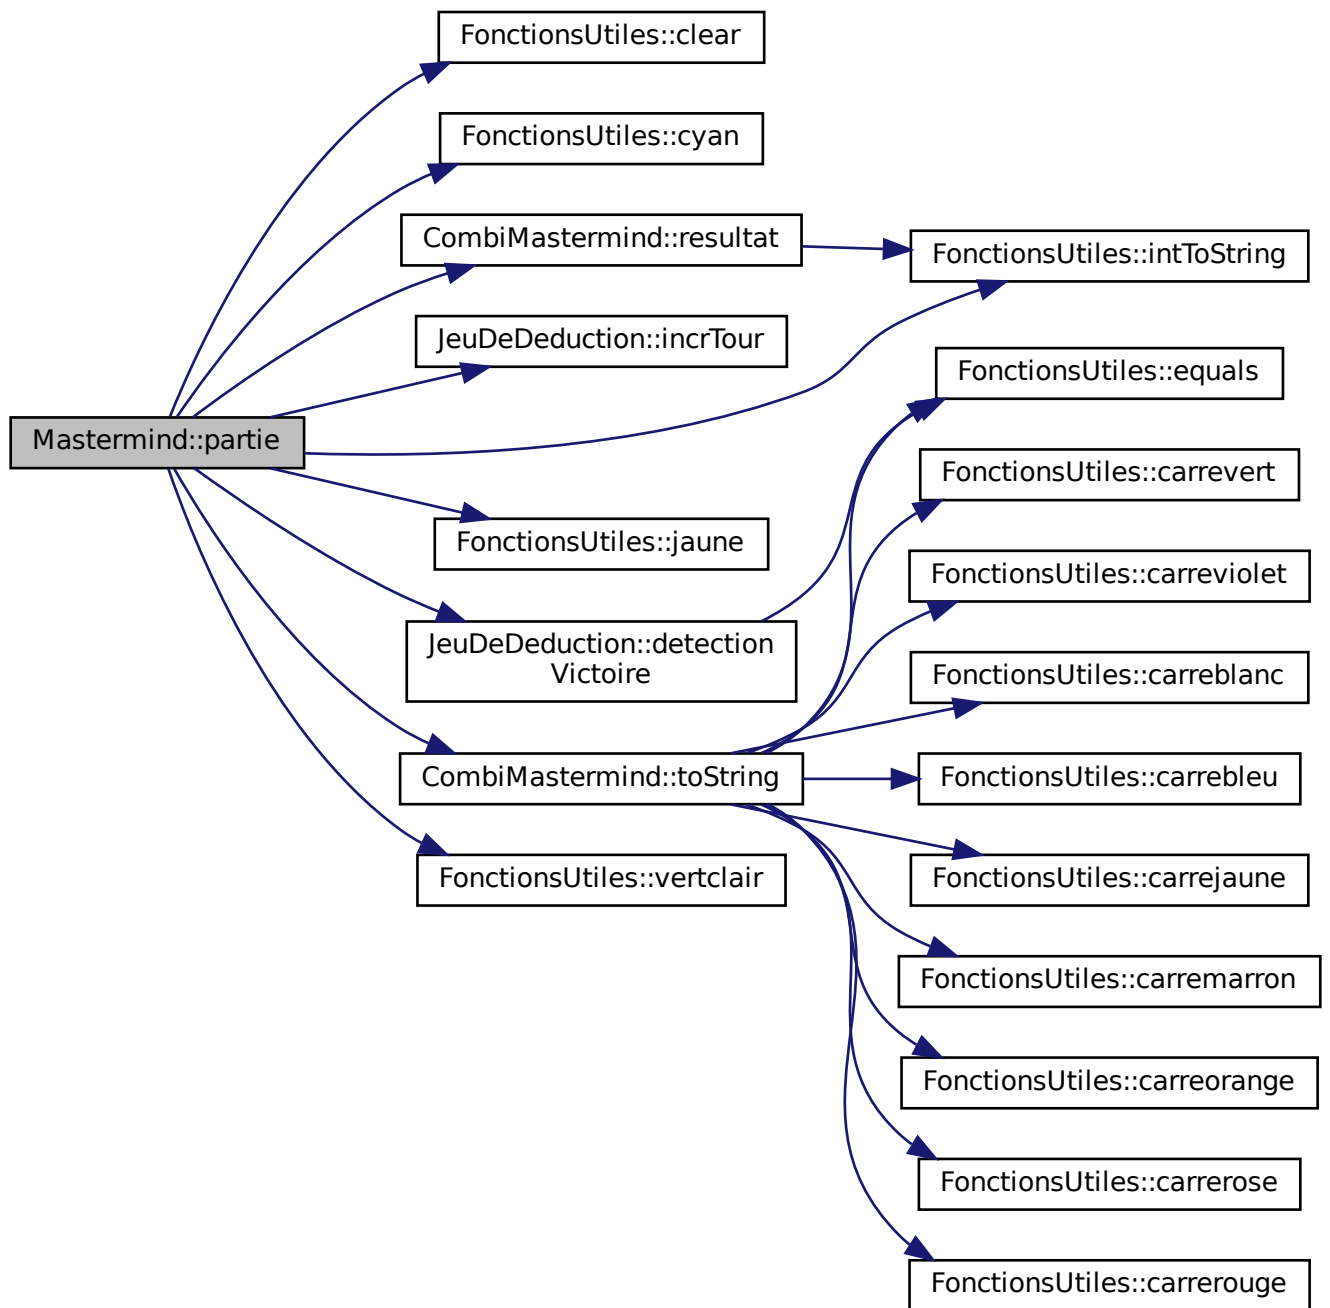 FonctionsUtiles::clear
FonctionsUtiles::cyan
CombiMastermind::resultat
FonctionsUtiles::intToString
JeuDeDeduction::incrTour
FonctionsUtiles::equals
Mastermind::partie
FonctionsUtiles::carrevert
FonctionsUtiles::jaune
FonctionsUtiles::carreviolet
JeuDeDeduction::detection
Victoire
FonctionsUtiles::carreblanc
CombiMastermind::toString
FonctionsUtiles::carrebleu
FonctionsUtiles::vertclair
FonctionsUtiles::carrejaune
FonctionsUtiles::carremarron
FonctionsUtiles::carreorange
FonctionsUtiles::carrerose
FonctionsUtiles::carrerouge